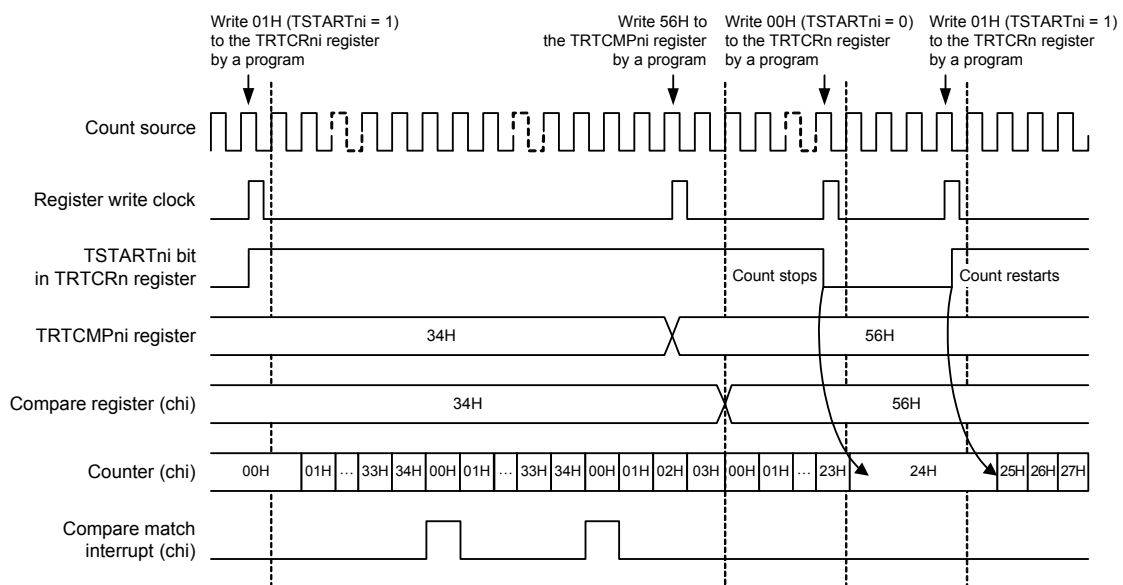 Write 01H (TSTARTni = 1)
to the TRTCRni register
by a program
Write 56H to
the TRTCMPni register
by a program
Write 00H (TSTARTni = 0)
to the TRTCRn register
by a program
Write 01H (TSTARTni = 1)
to the TRTCRn register
by a program
Count source
Register write clock
TSTARTni bit
in TRTCRn register
Count stops
Count restarts
TRTCMPni register
34H
56H
Compare register (chi)
34H
56H
Counter (chi)
00H 01H ... 33H 34H 00H 01H ... 33H 34H 00H 01H 02H 03H 00H 01H ... 23H 24H 25H 26H 27H
Compare match
interrupt (chi)